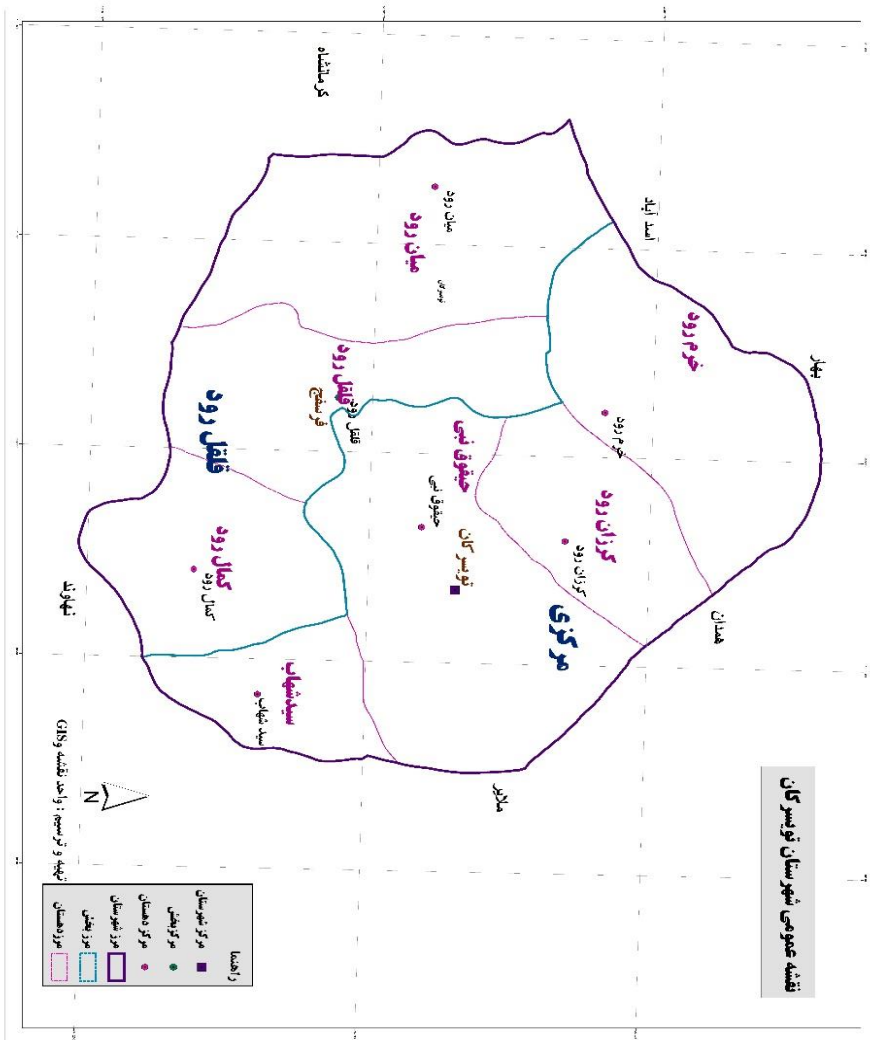 نقشه عمومی شهرستان تویسرکان
بهار
همدان
اسد آباد
خرم رود
خرم رود
کرزان رود
کرزان رود
مرکزی
ملایر
میان رود
میان رود
تویسرکان
حیقوق نبی
حیقوق نبی
تویسرکان
کرمانشاه
قلقل رود
قلقل رود
فرسفج
قلقل رود
سیدشهاب
سید شهاب
کمال رود
کمال رود
نهاوند
N
راهنما
مرکز شهرستان
مرکز بخش
مرکز دهستان
مرز شهرستان
مرز بخش
مرز دهستان
تهیه و ترسیم : واحد نقشه و GIS